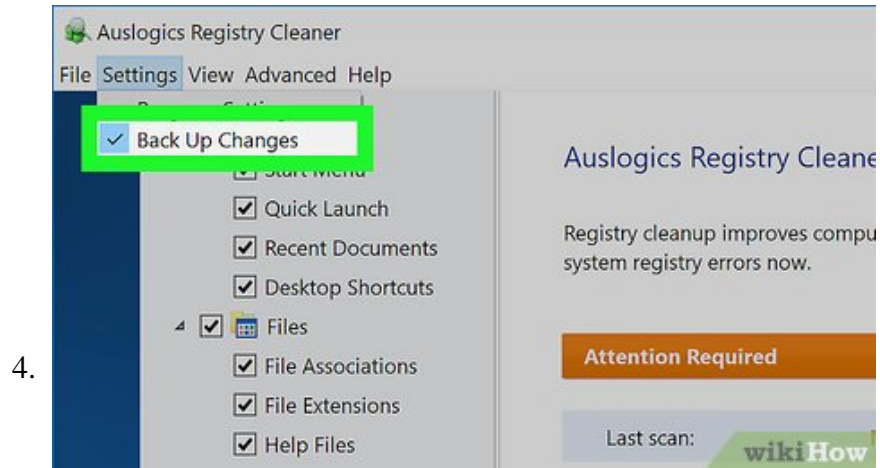 Auslogics Registry Cleaner
File Settings View Advanced Help
Back Up Changes
Start Menu
Quick Launch
Recent Documents
Desktop Shortcuts
Files
File Associations
File Extensions
Help Files
Auslogics Registry Cleane
Registry cleanup improves compu
system registry errors now.
Attention Required
Last scan:
4.
wikiHow